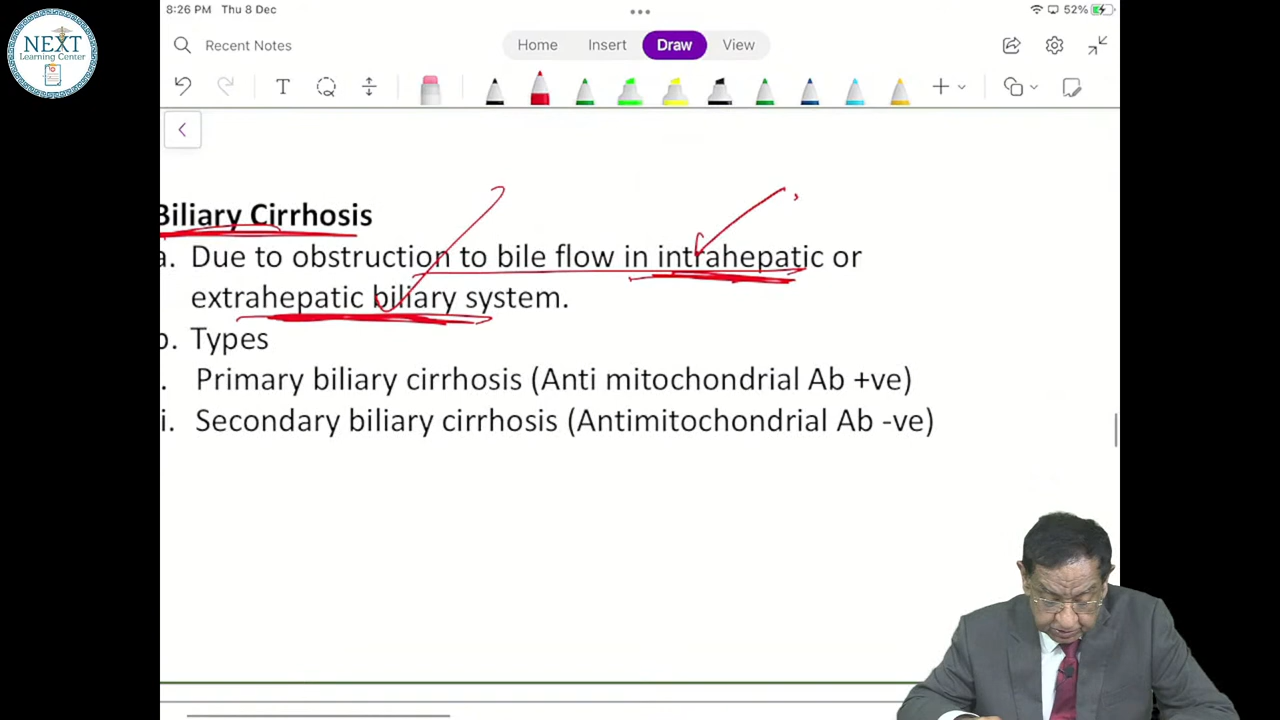 8:26 PM Thu 8 Dec
52%
NEXT
Learning Center
Recent Notes
Home Insert Draw View
T
Biliary Cirrhosis
a. Due to obstruction to bile flow in intrahepatic or
extrahepatic biliary system.
b. Types
. Primary biliary cirrhosis (Anti mitochondrial Ab +ve)
i. Secondary biliary cirrhosis (Antimitochondrial Ab -ve)